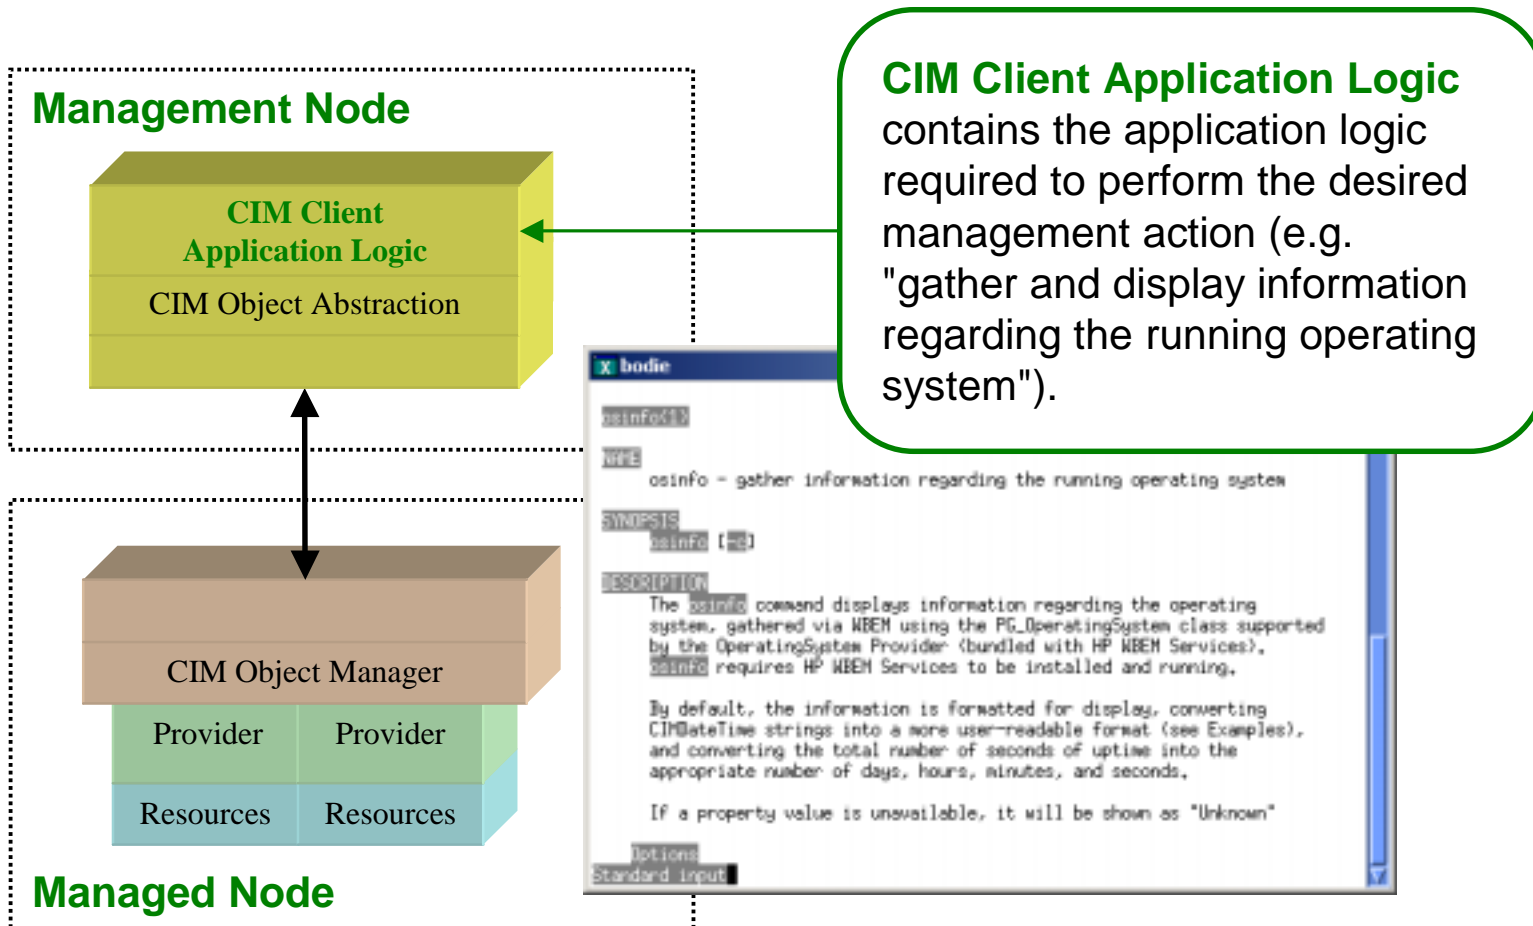 Management Node
CIM Client
Application Logic
CIM Object Abstraction
CIM Client Application Logic
contains the application logic
required to perform the desired
management action (e.g.
"gather and display information
regarding the running operating
system").
bodie
osinfo(1)
NAME
osinfo - gather information regarding the running operating system
SYNOPSIS
osinfo [-c]
DESCRIPTION
The osinfo command displays information regarding the operating
system, gathered via WBEM using the PG_OperatingSystem class supported
by the OperatingSystem Provider (bundled with HP WBEM Services).
osinfo requires HP WBEM Services to be installed and running.
By default, the information is formatted for display, converting
CIMDateTime strings into a more user-readable format (see Examples),
and converting the total number of seconds of uptime into the
appropriate number of days, hours, minutes, and seconds.
If a property value is unavailable, it will be shown as "Unknown"
Options
Standard input
CIM Object Manager
Provider Provider
Resources Resources
Managed Node